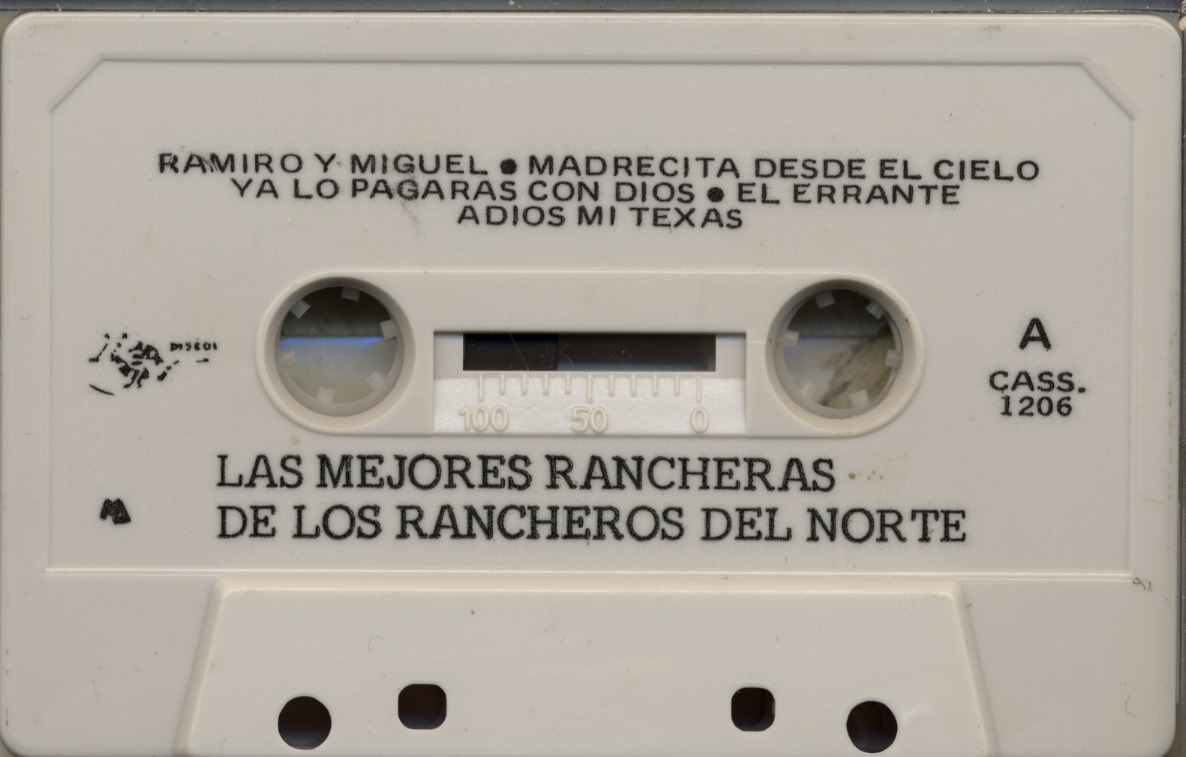 RAMIRO Y MIGUEL • MADRECITA DESDE EL CIELO
YA LO PAGARAS CON DIOS • EL ERRANTE
ADIOS MI TEXAS
A
CASS.
1206
100 50 0
LAS MEJORES RANCHERAS
DE LOS RANCHEROS DEL NORTE